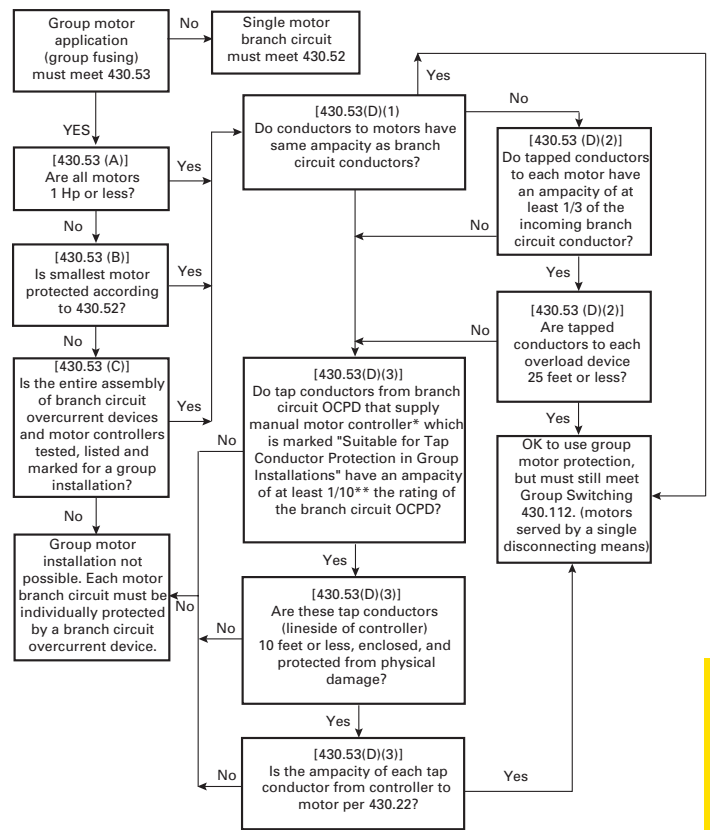 Group motor
application
(group fusing)
must meet 430.53
No
Single motor
branch circuit
must meet 430.52
YES
[430.53 (A)]
Are all motors
1 Hp or less?
Yes
No
[430.53 (B)]
Is smallest motor
protected according
to 430.52?
Yes
No
[430.53 (C)]
Is the entire assembly
of branch circuit
overcurrent devices
and motor controllers
tested, listed and
marked for a group
installation?
Yes
No
Group motor
installation not
possible. Each motor
branch circuit must be
individually protected
by a branch circuit
overcurrent device.
[430.53(D)(1)
Do conductors to motors have
same ampacity as branch
circuit conductors?
Yes
No
[430.53 (D)(2)]
Do tapped conductors
to each motor have
an ampacity of at
least 1/3 of the
incoming branch
circuit conductor?
No
Yes
[430.53 (D)(2)]
Are tapped
conductors to each
overload device
25 feet or less?
No
Yes
OK to use group
motor protection,
but must still meet
Group Switching
430.112. (motors
served by a single
disconnecting means)
[430.53(D)(3)]
Do tap conductors from branch
circuit OCPD that supply
manual motor controller* which
is marked "Suitable for Tap
Conductor Protection in Group
Installations" have an ampacity
of at least 1/10** the rating of
the branch circuit OCPD?
No
Yes
[430.53(D)(3)]
Are these tap conductors
(lineside of controller)
10 feet or less, enclosed, and
protected from physical
damage?
No
No
Yes
[430.53(D)(3)]
Is the ampacity of each tap
conductor from controller to
motor per 430.22?
No
Yes